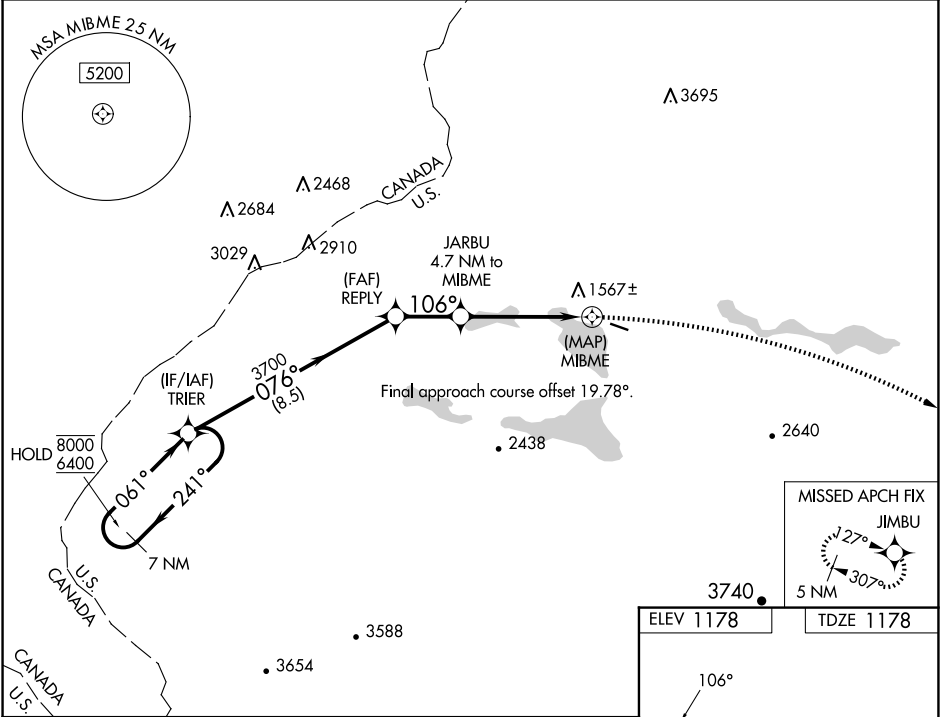 MSA MIBME 25 NM
5200
3695
CANADA
U.S.
2468
2684
3029
2910
JARBU
4.7 NM to
MIBME
(FAF)
REPLY
106°
1567±
(MAP)
MIBME
3700
076°
(8.5)
(IF/IAF)
TRIER
Final approach course offset 19.78°.
HOLD 8000
6400
061°
241°
7 NM
2438
2640
U.S.
CANADA
MISSED APCH FIX
JIMBU
127°
307°
5 NM
3740
3588
3654
ELEV 1178
TDZE 1178
CANADA
U.S.
106°